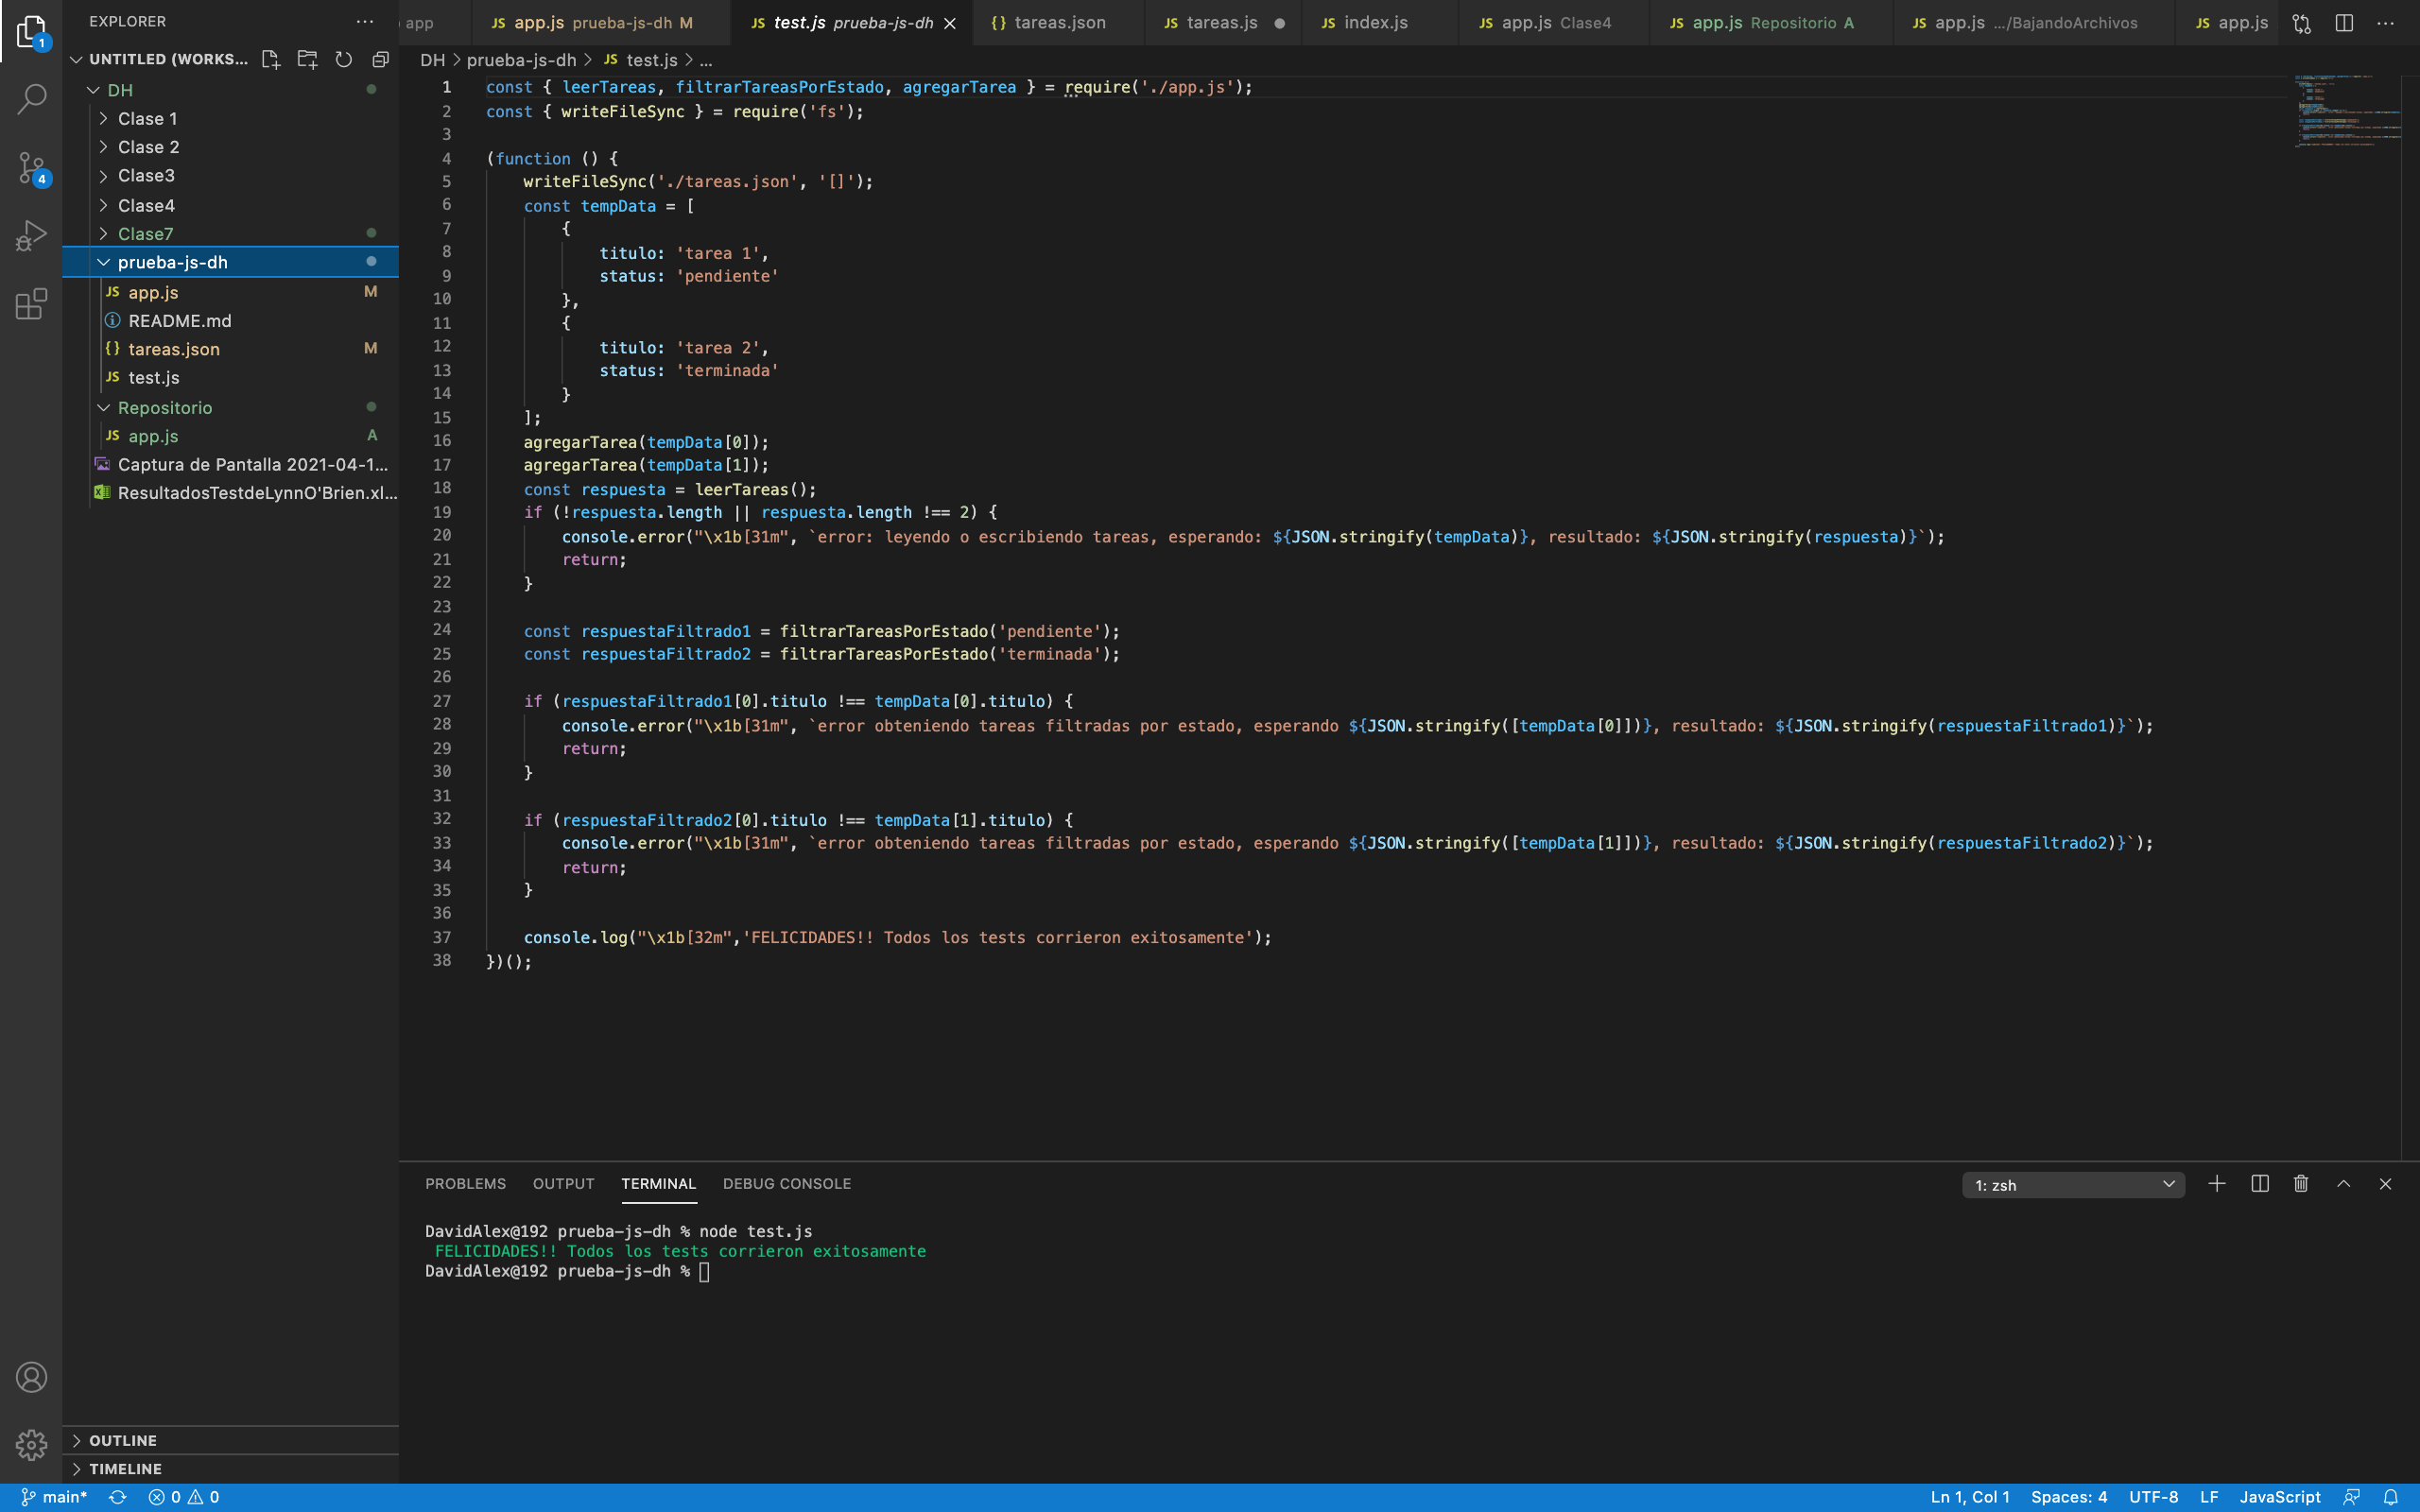 EXPLORER
UNTITLED (WORKS...
DH
Clase 1
Clase 2
Clase3
Clase4
Clase7
prueba-js-dh
JS app.js M
README.md
{} tareas.json M
JS test.js
Repositorio
JS app.js A
Captura de Pantalla 2021-04-1...
ResultadosTestdeLynnO'Brien.xl...
OUTLINE
TIMELINE
1
4
app
JS app.js prueba-js-dh M
JS test.js prueba-js-dh
{} tareas.json
JS tareas.js
JS index.js
JS app.js Clase4
JS app.js Repositorio A
JS app.js .../BajandoArchivos
JS app.js
DH > prueba-js-dh > JS test.js > ...
1 const { leerTareas, filtrarTareasPorEstado, agregarTarea } = require('./app.js');
2 const { writeFileSync } = require('fs');
3
4 (function () {
5 writeFileSync('./tareas.json', '[]');
6 const tempData = [
7 {
8 titulo: 'tarea 1',
9 status: 'pendiente'
10 },
11 {
12 titulo: 'tarea 2',
13 status: 'terminada'
14 }
15 ];
16 agregarTarea(tempData[0]);
17 agregarTarea(tempData[1]);
18 const respuesta = leerTareas();
19 if (!respuesta.length || respuesta.length !== 2) {
20 console.error("\x1b[31m", `error: leyendo o escribiendo tareas, esperando: ${JSON.stringify(tempData)}, resultado: ${JSON.stringify(respuesta)}`);
21 return;
22 }
23
24 const respuestaFiltrado1 = filtrarTareasPorEstado('pendiente');
25 const respuestaFiltrado2 = filtrarTareasPorEstado('terminada');
26
27 if (respuestaFiltrado1[0].titulo !== tempData[0].titulo) {
28 console.error("\x1b[31m", `error obteniendo tareas filtradas por estado, esperando ${JSON.stringify([tempData[0]])}, resultado: ${JSON.stringify(respuestaFiltrado1)}`);
29 return;
30 }
31
32 if (respuestaFiltrado2[0].titulo !== tempData[1].titulo) {
33 console.error("\x1b[31m", `error obteniendo tareas filtradas por estado, esperando ${JSON.stringify([tempData[1]])}, resultado: ${JSON.stringify(respuestaFiltrado2)}`);
34 return;
35 }
36
37 console.log("\x1b[32m",'FELICIDADES!! Todos los tests corrieron exitosamente');
38 })();
PROBLEMS OUTPUT TERMINAL DEBUG CONSOLE
1: zsh
DavidAlex@192 prueba-js-dh % node test.js
FELICIDADES!! Todos los tests corrieron exitosamente
DavidAlex@192 prueba-js-dh %
main* 0 0
Ln 1, Col 1 Spaces: 4 UTF-8 LF JavaScript